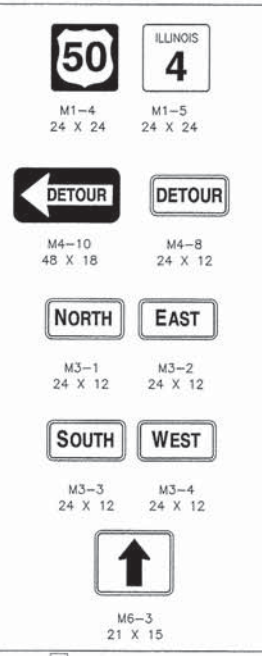 50
ILLINOIS
4
M1-4
24 X 24
M1-5
24 X 24
DETOUR
DETOUR
M4-10
48 X 18
M4-8
24 X 12
NORTH
EAST
M3-1
24 X 12
M3-2
24 X 12
SOUTH
WEST
M3-3
24 X 12
M3-4
24 X 12
M6-3
21 X 15